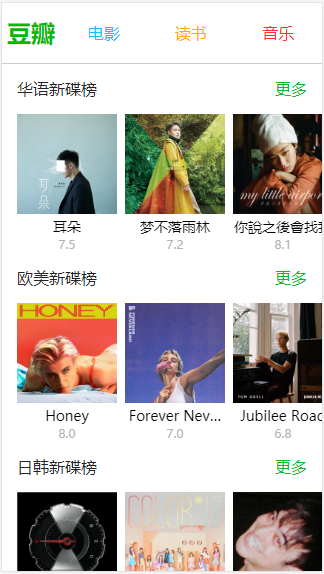 豆瓣 电影 读书 音乐
华语新碟榜 更多
耳朵
my little airport
耳朵 梦不落雨林 你說之後會找
7.5 7.2 8.1
欧美新碟榜 更多
HONEY
TOM ODELL
Honey Forever Nev... Jubilee Road
8.0 7.0 6.8
日韩新碟榜 更多
COLOR*IZ